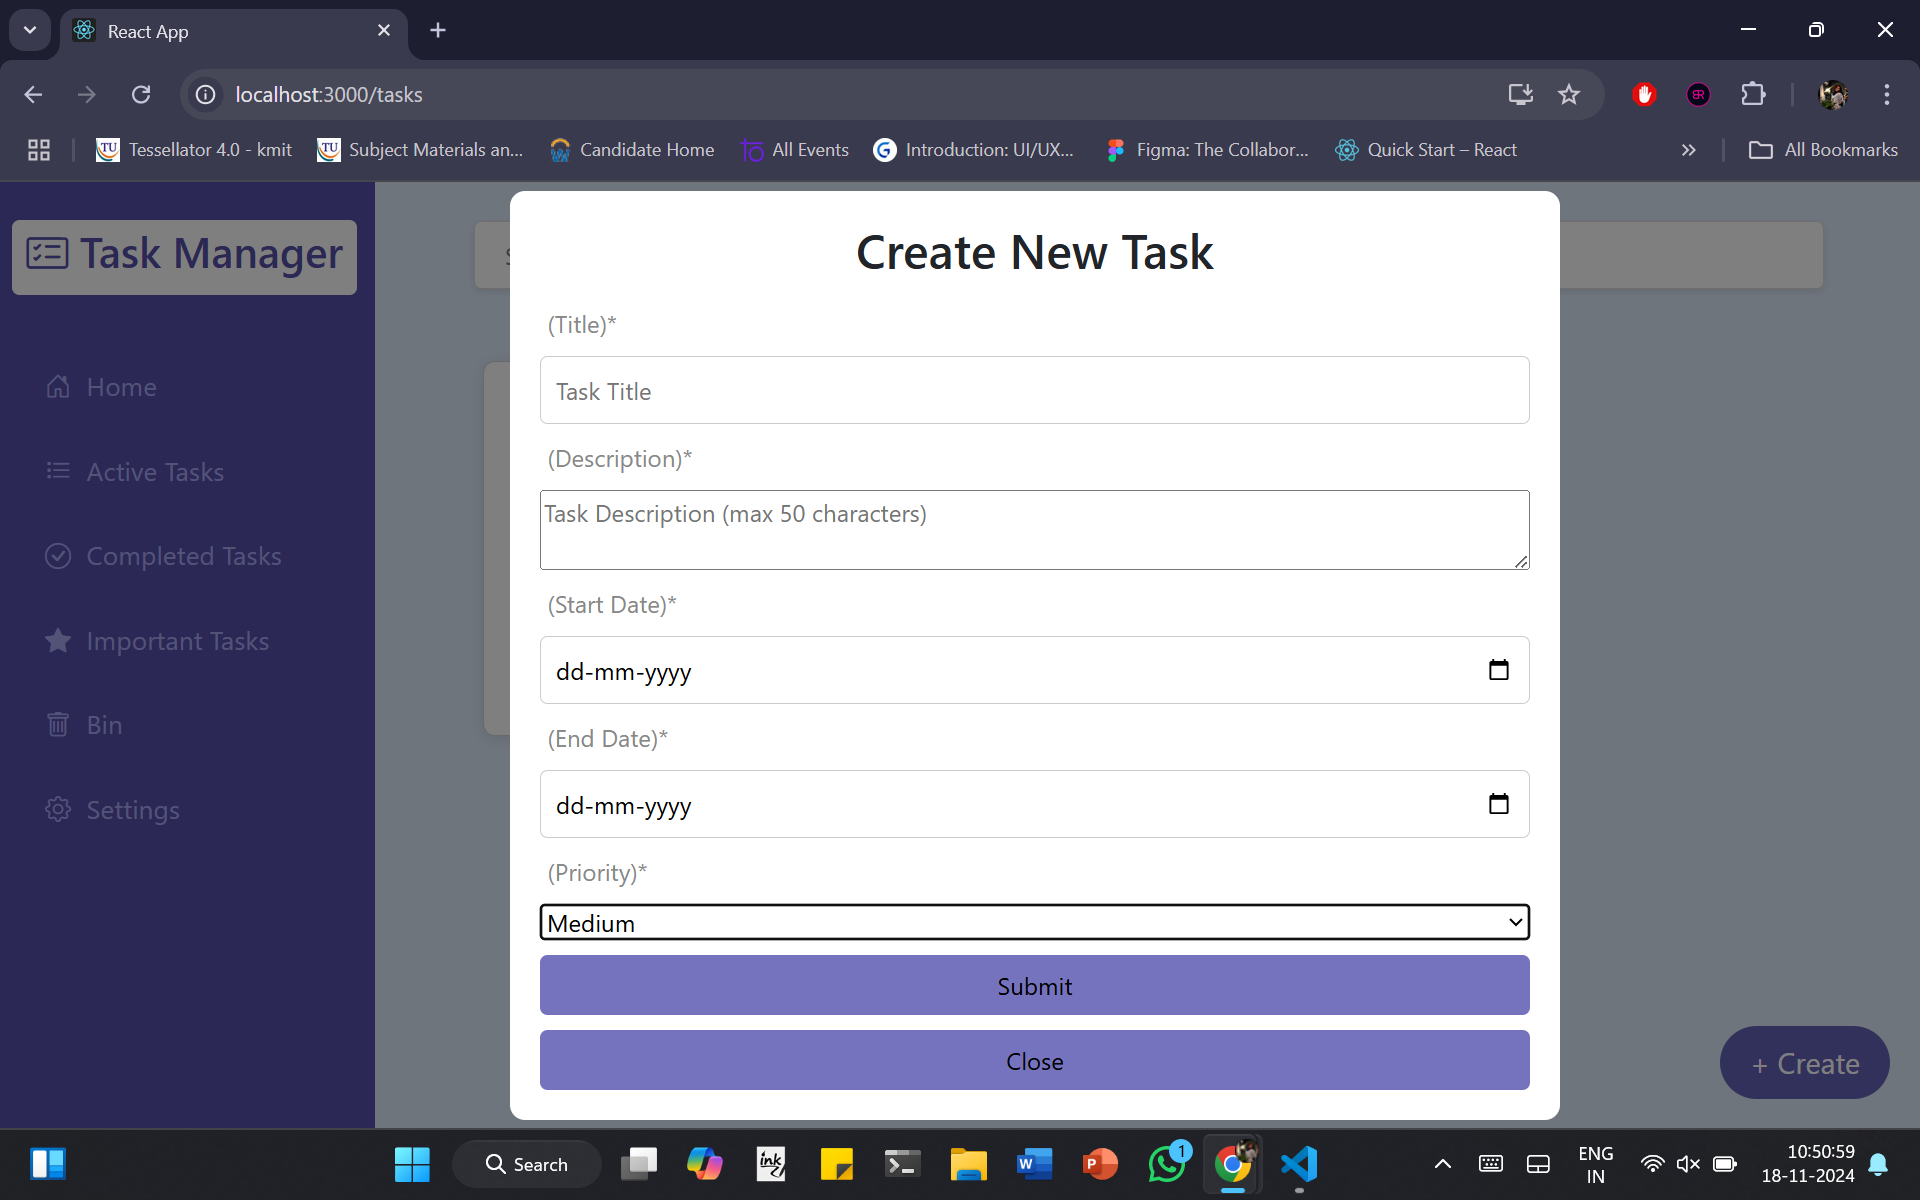 React App
localhost:3000/tasks
Tessellator 4.0 - kmit
Subject Materials an...
Candidate Home
All Events
Introduction: UI/UX...
Figma: The Collabor...
Quick Start – React
All Bookmarks
Task Manager
Home
Active Tasks
Completed Tasks
Important Tasks
Bin
Settings
Create New Task
(Title)*
Task Title
(Description)*
Task Description (max 50 characters)
(Start Date)*
dd-mm-yyyy
(End Date)*
dd-mm-yyyy
(Priority)*
Medium
Submit
Close
+ Create
Search
1
ENG
IN
10:50:59
18-11-2024